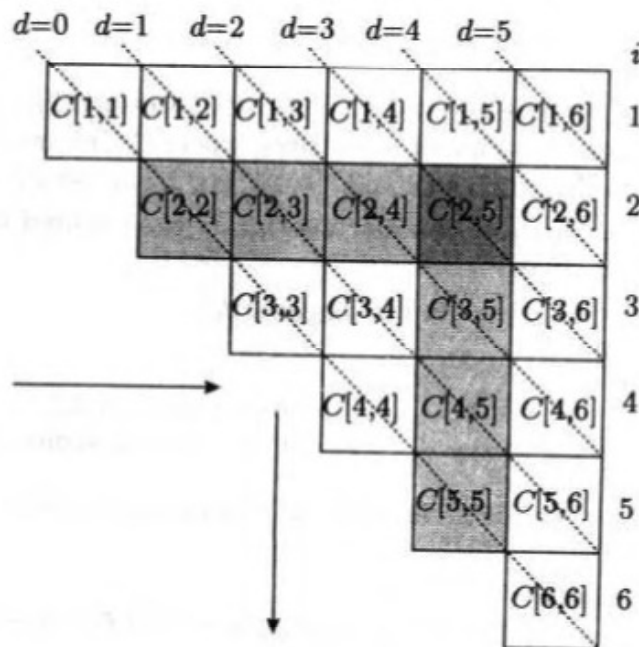 d=0 d=1 d=2 d=3 d=4 d=5
i
C[1,1] C[1,2] C[1,3] C[1,4] C[1,5] C[1,6] 1
C[2,2] C[2,3] C[2,4] C[2,5] C[2,6] 2
C[3,3] C[3,4] C[3,5] C[3,6] 3
C[4,4] C[4,5] C[4,6] 4
C[5,5] C[5,6] 5
C[6,6] 6